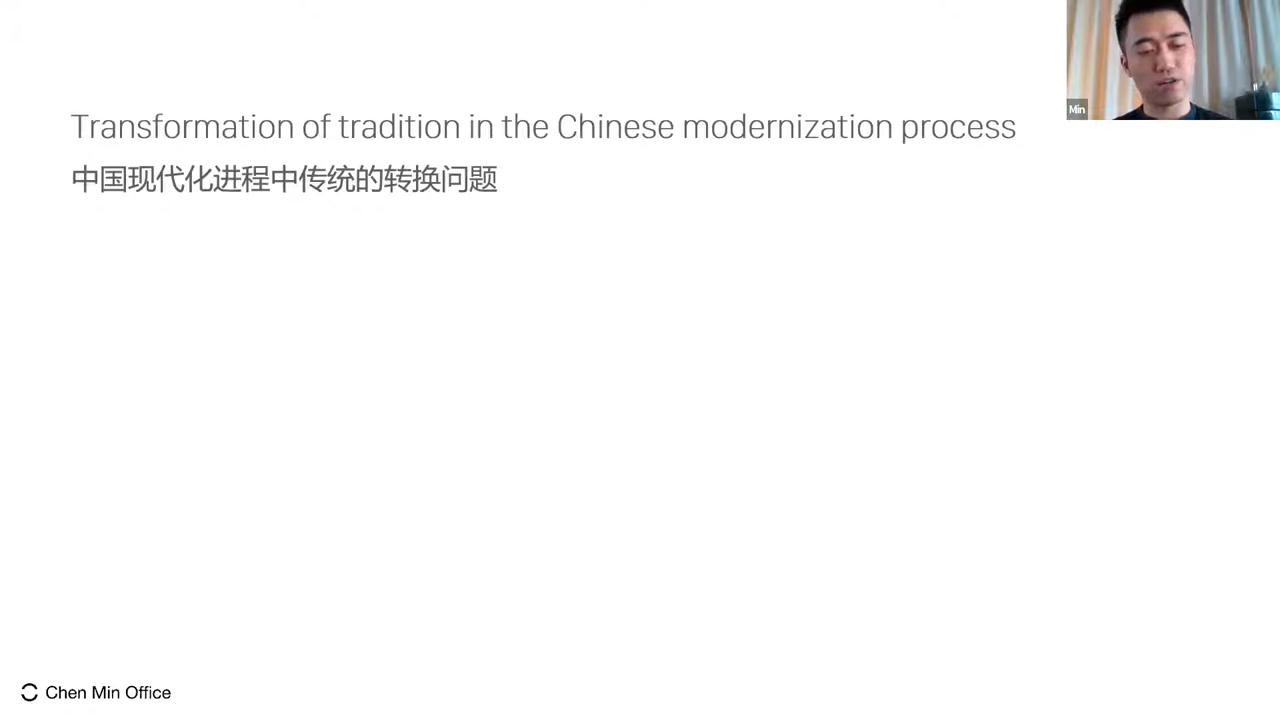 Transformation of tradition in the Chinese modernization process
中国现代化进程中传统的转换问题
Min
Chen Min Office